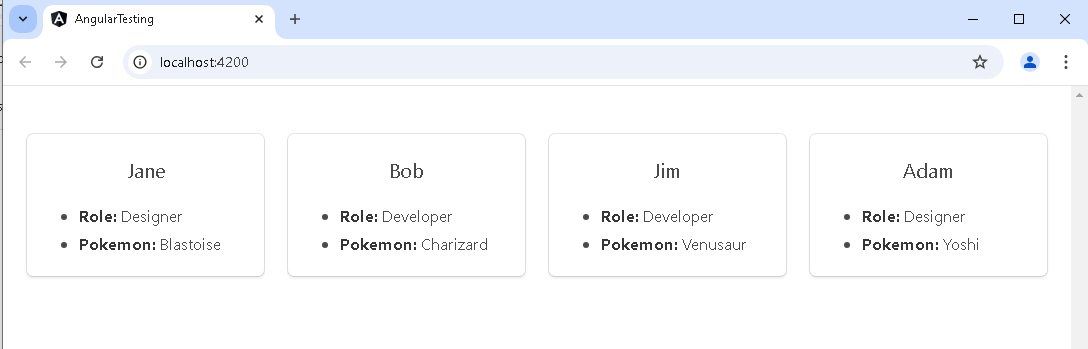 AngularTesting
localhost:4200
Jane
Role: Designer
Pokemon: Blastoise
Bob
Role: Developer
Pokemon: Charizard
Jim
Role: Developer
Pokemon: Venusaur
Adam
Role: Designer
Pokemon: Yoshi